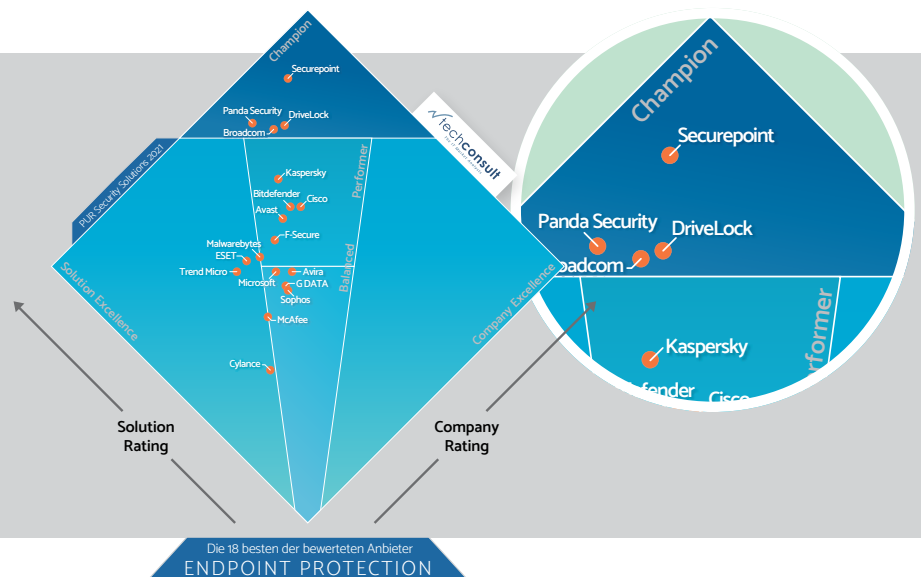 Champion
Securepoint
Panda Security
DriveLock
Broadcom
PUR Security Solutions 2021
techconsult
Performer
Kaspersky
Bitdefender
Cisco
Avast
F-Secure
Malwarebytes
ESET
Trend Micro
Balanced
Microsoft
Avira
G DATA
Sophos
McAfee
Cylance
Solution Excellence
Company Excellence
Solution
Rating
Company
Rating
Champion
Securepoint
Panda Security
DriveLock
oadcom
Kaspersky
rformer
efender
Cisco
Die 18 besten der bewerteten Anbieter
ENDPOINT PROTECTION